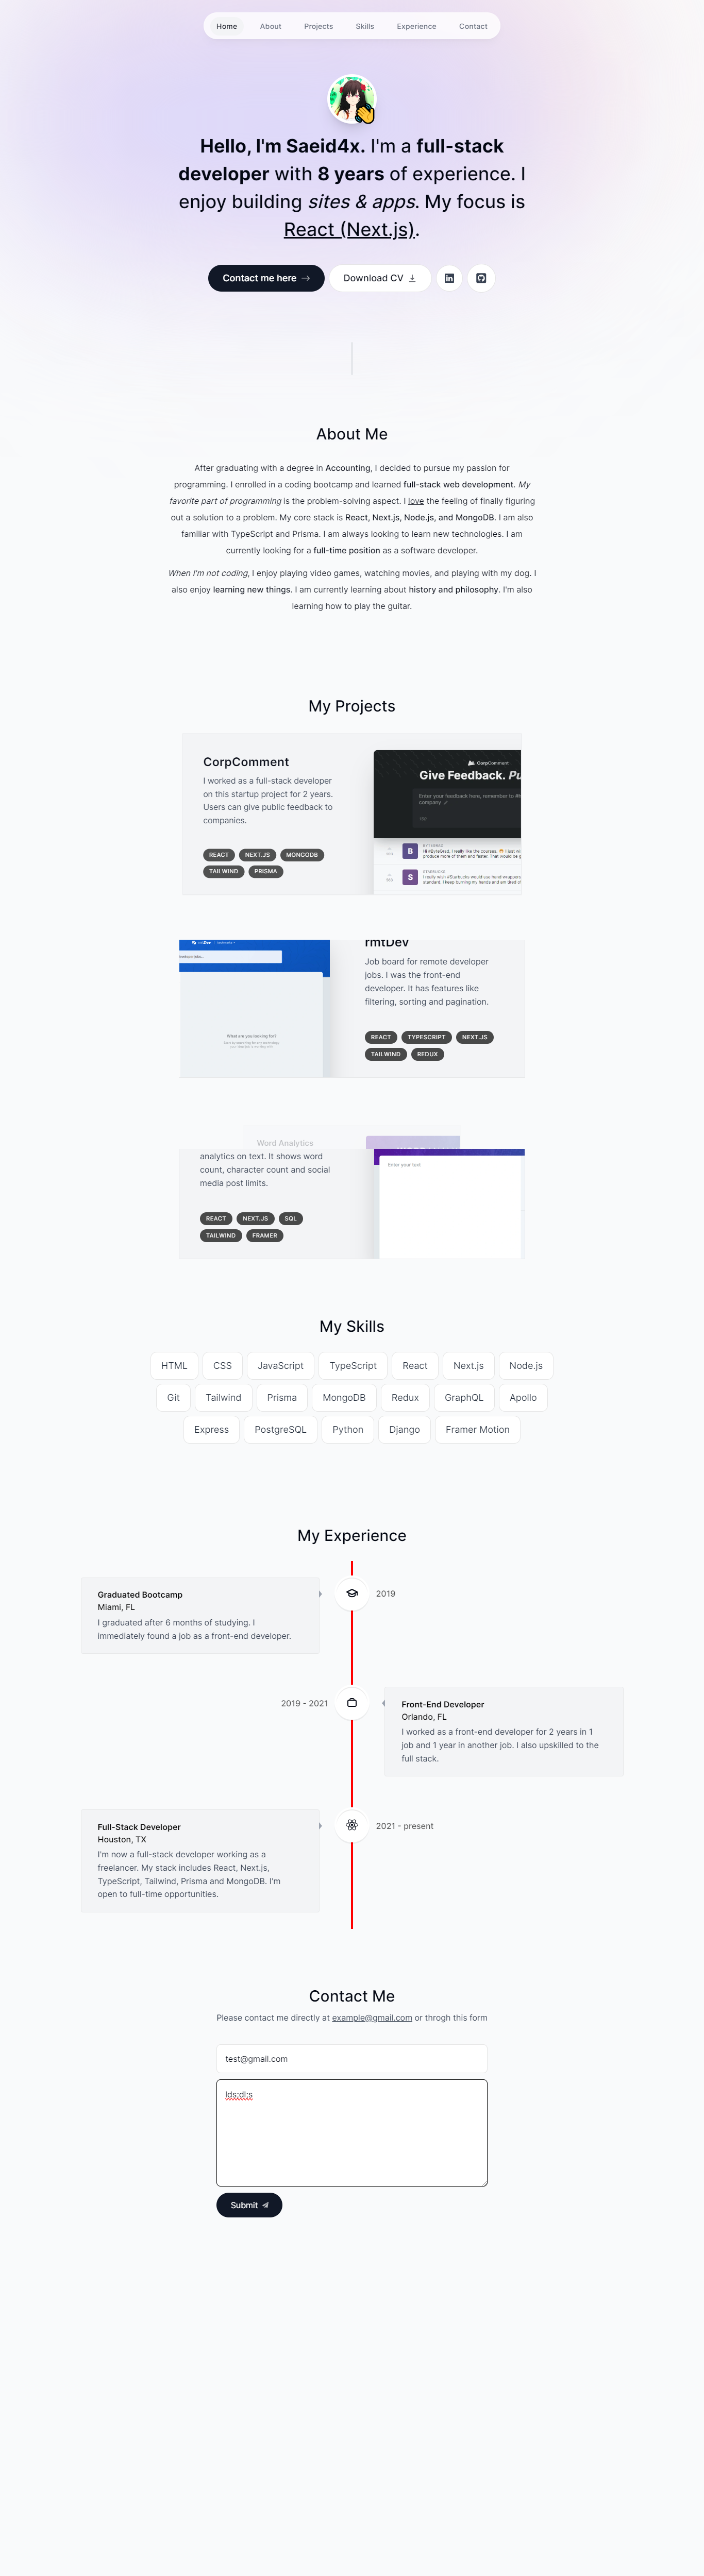 Home About Projects Skills Experience Contact
Hello, I'm Saeid4x. I'm a full-stack
developer with 8 years of experience. I
enjoy building sites & apps. My focus is
React (Next.js).
Contact me here
Download CV
About Me
After graduating with a degree in Accounting, I decided to pursue my passion for
programming. I enrolled in a coding bootcamp and learned full-stack web development. My
favorite part of programming is the problem-solving aspect. I love the feeling of finally figuring
out a solution to a problem. My core stack is React, Next.js, Node.js, and MongoDB. I am also
familiar with TypeScript and Prisma. I am always looking to learn new technologies. I am
currently looking for a full-time position as a software developer.
When I'm not coding, I enjoy playing video games, watching movies, and playing with my dog. I
also enjoy learning new things. I am currently learning about history and philosophy. I'm also
learning how to play the guitar.
My Projects
CorpComment
I worked as a full-stack developer
on this startup project for 2 years.
Users can give public feedback to
companies.
REACT NEXT.JS MONGODB
TAILWIND PRISMA
CorpComment
Give Feedback. Pu
Enter your feedback here, remember to #
company
B
S
rmtDev
What are you looking for?
rmtDev
Job board for remote developer
jobs. I was the front-end
developer. It has features like
filtering, sorting and pagination.
REACT TYPESCRIPT NEXT.JS
TAILWIND REDUX
Word Analytics
analytics on text. It shows word
count, character count and social
media post limits.
REACT NEXT.JS SQL
TAILWIND FRAMER
Enter your text
My Skills
HTML CSS JavaScript TypeScript React Next.js Node.js
Git Tailwind Prisma MongoDB Redux GraphQL Apollo
Express PostgreSQL Python Django Framer Motion
My Experience
Graduated Bootcamp
Miami, FL
I graduated after 6 months of studying. I
immediately found a job as a front-end developer.
2019
2019 - 2021
Front-End Developer
Orlando, FL
I worked as a front-end developer for 2 years in 1
job and 1 year in another job. I also upskilled to the
full stack.
Full-Stack Developer
Houston, TX
I'm now a full-stack developer working as a
freelancer. My stack includes React, Next.js,
TypeScript, Tailwind, Prisma and MongoDB. I'm
open to full-time opportunities.
2021 - present
Contact Me
Please contact me directly at example@gmail.com or throgh this form
test@gmail.com
lds;dl;s
Submit